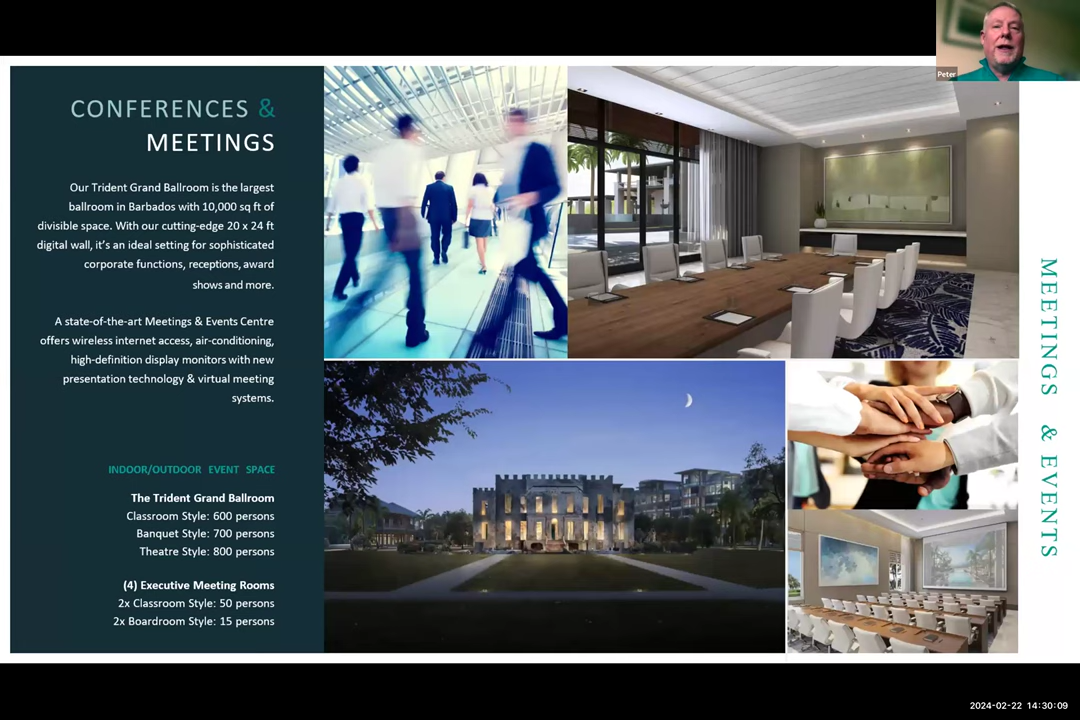 Peter
CONFERENCES &
MEETINGS
Our Trident Grand Ballroom is the largest
ballroom in Barbados with 10,000 sq ft of
divisible space. With our cutting-edge 20 x 24 ft
digital wall, it's an ideal setting for sophisticated
corporate functions, receptions, award
shows and more.
A state-of-the-art Meetings & Events Centre
offers wireless internet access, air-conditioning,
high-definition display monitors with new
presentation technology & virtual meeting
systems.
INDOOR/OUTDOOR EVENT SPACE
The Trident Grand Ballroom
Classroom Style: 600 persons
Banquet Style: 700 persons
Theatre Style: 800 persons
(4) Executive Meeting Rooms
2x Classroom Style: 50 persons
2x Boardroom Style: 15 persons
MEETINGS & EVENTS
2024-02-22 14:30:09